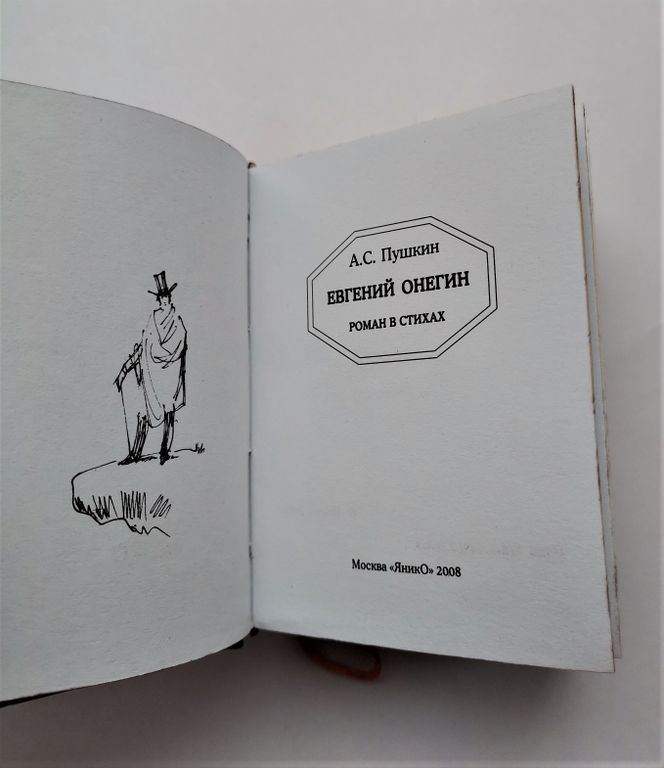 А.С. Пушкин
ЕВГЕНИЙ ОНЕГИН
РОМАН В СТИХАХ
Москва «ЯникО» 2008